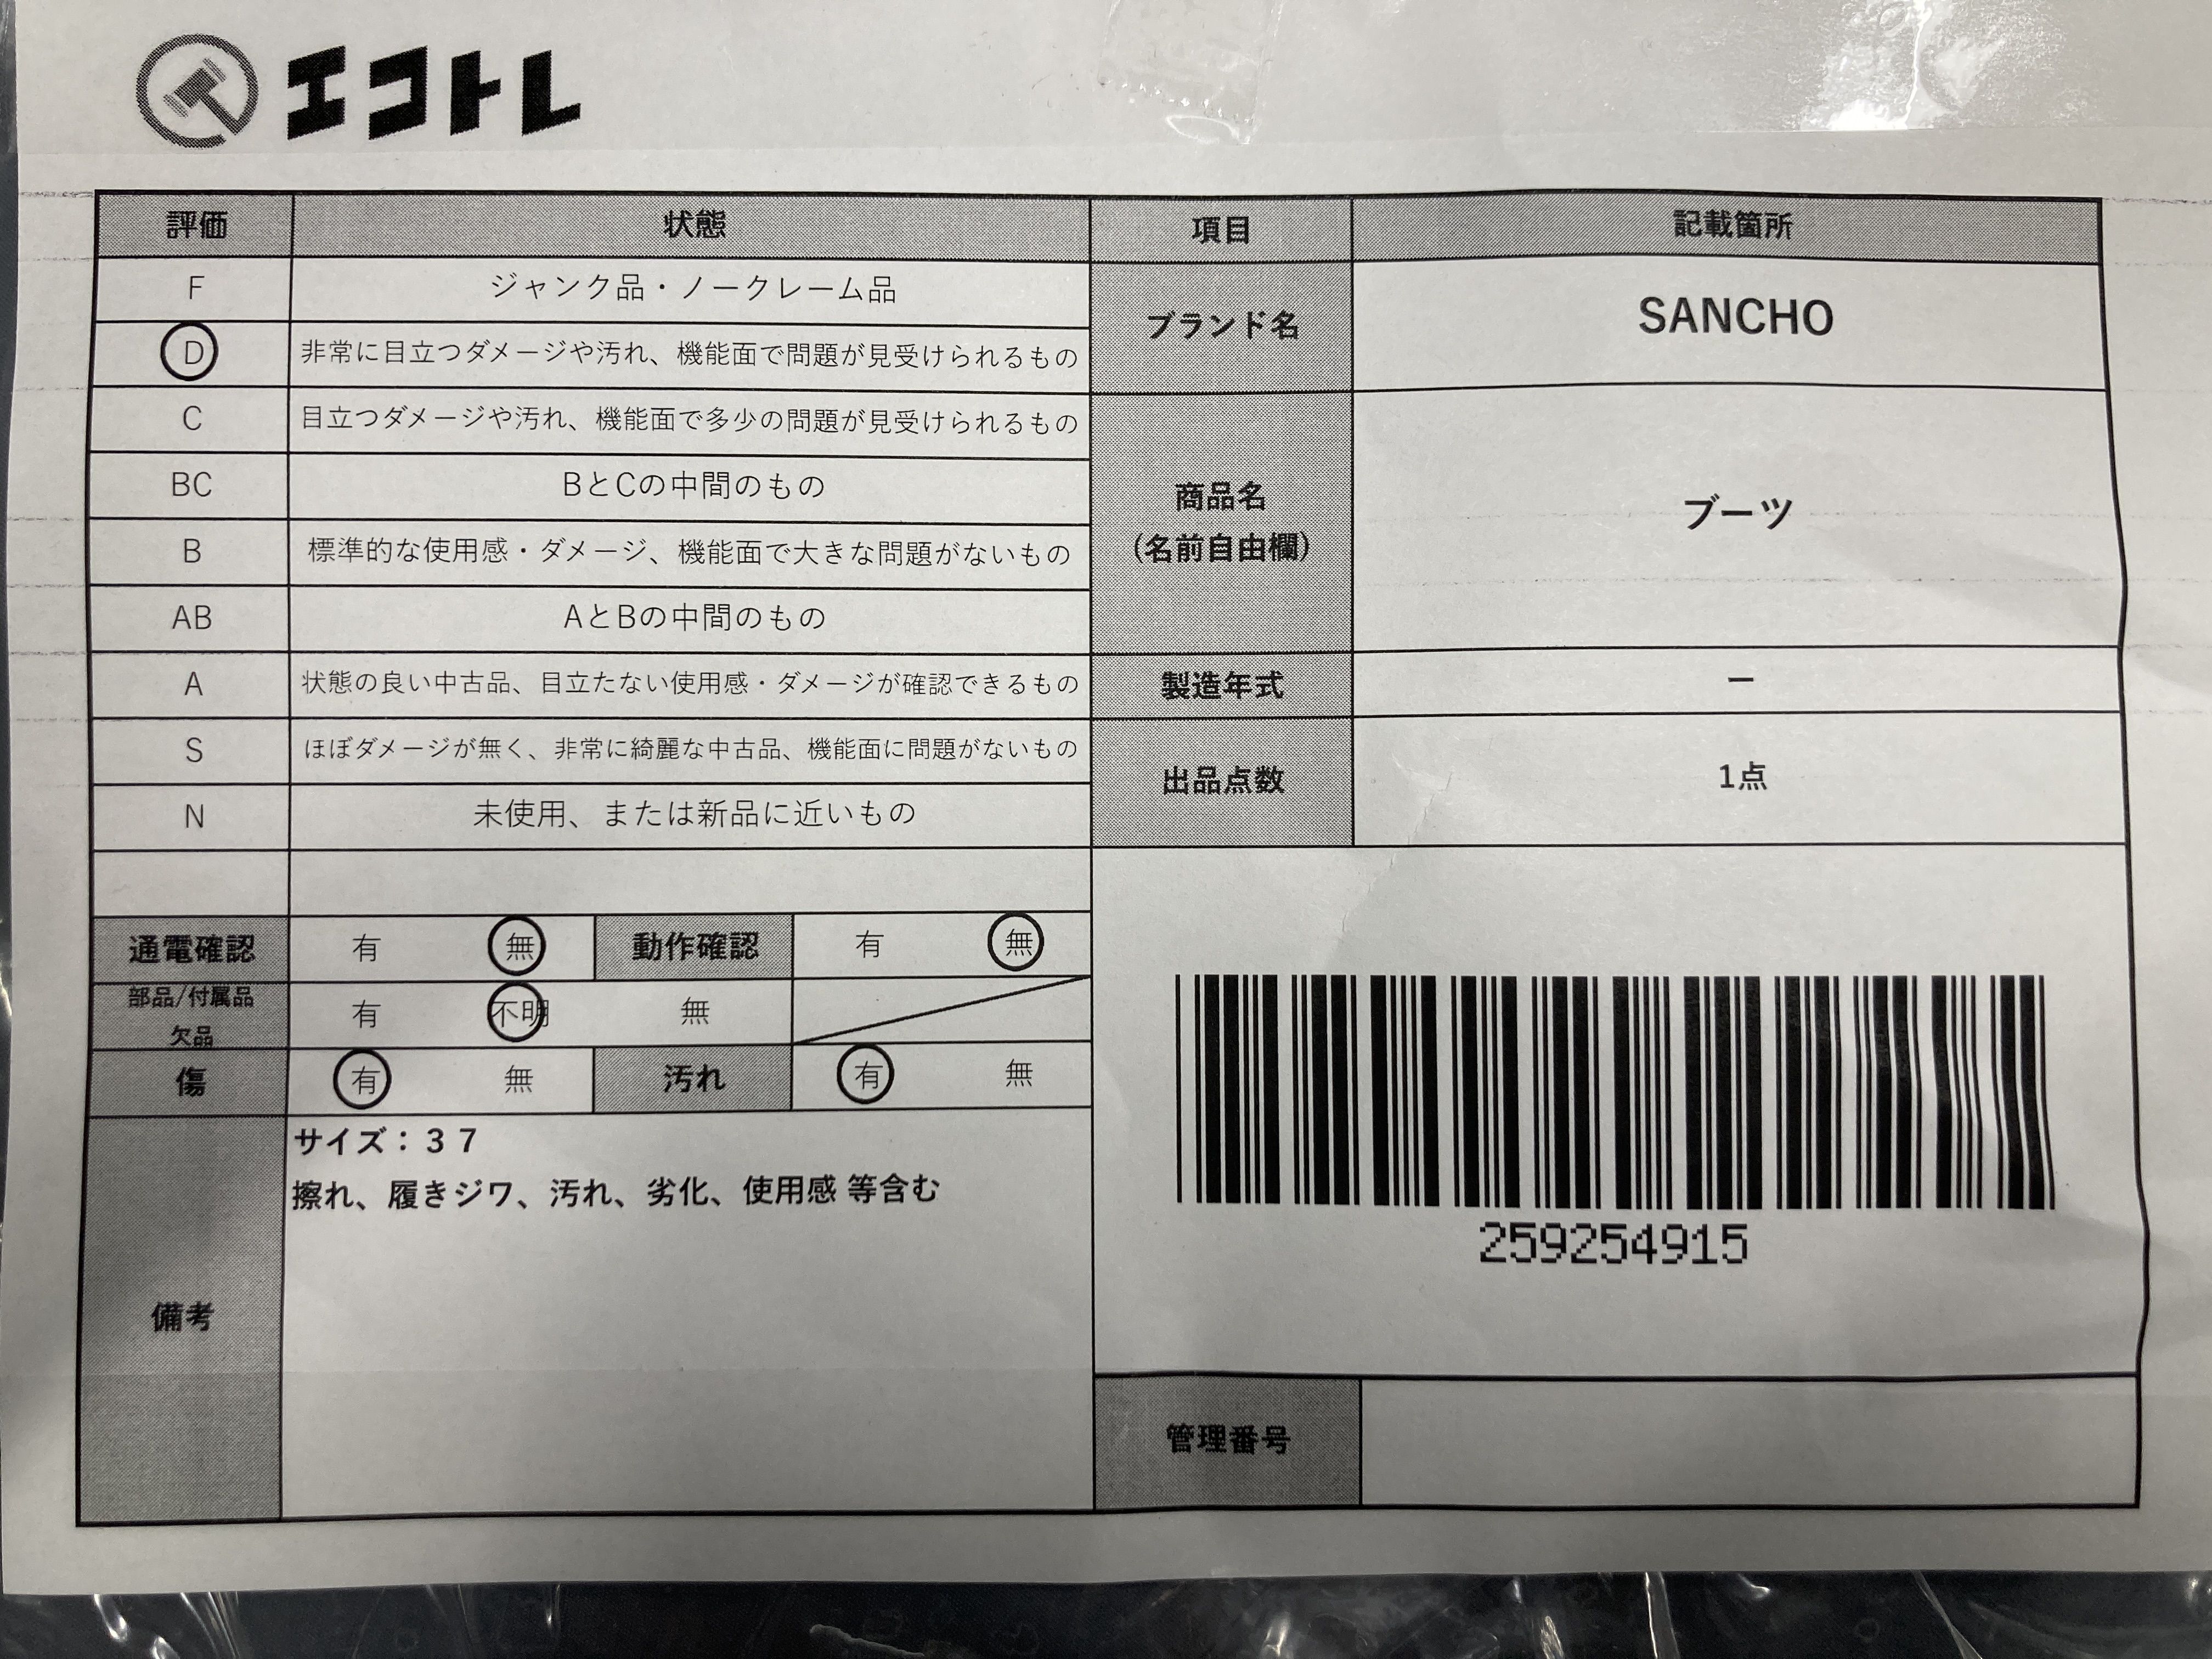 エコトレ
評価 状態 項目 記載箇所
F ジャンク品・ノークレーム品
D 非常に目立つダメージや汚れ、機能面で問題が見受けられるもの
C 目立つダメージや汚れ、機能面で多少の問題が見受けられるもの
BC BとCの中間のもの
B 標準的な使用感・ダメージ、機能面で大きな問題がないもの
AB AとBの中間のもの
A 状態の良い中古品、目立たない使用感・ダメージが確認できるもの
S ほぼダメージが無く、非常に綺麗な中古品、機能面に問題がないもの
N 未使用、または新品に近いもの
通電確認 有 無 動作確認 有 無
部品/付属品
欠品 有 不明 無
傷 有 無 汚れ 有 無
備考
サイズ：３７
擦れ、履きジワ、汚れ、劣化、使用感 等含む
ブランド名 SANCHO
商品名
(名前自由欄)
ブーツ
製造年式 ー
出品点数 1点
259254915
管理番号